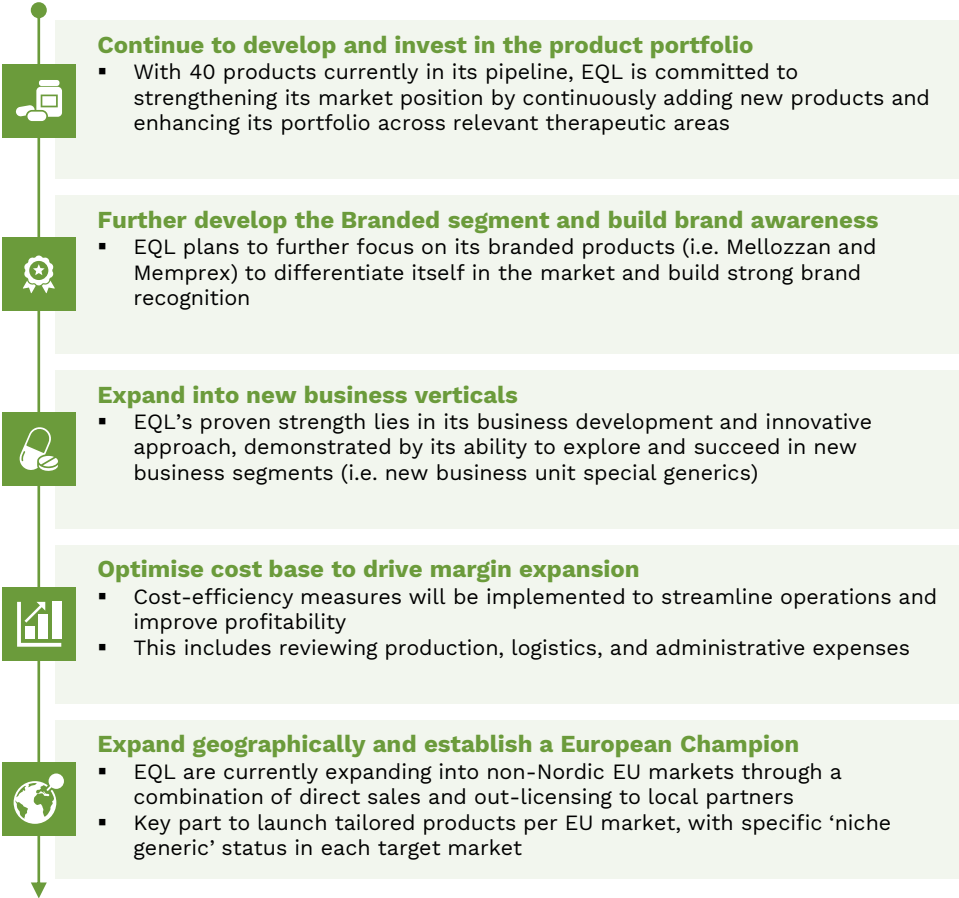 Continue to develop and invest in the product portfolio
▪ With 40 products currently in its pipeline, EQL is committed to
strengthening its market position by continuously adding new products and
enhancing its portfolio across relevant therapeutic areas
Further develop the Branded segment and build brand awareness
▪ EQL plans to further focus on its branded products (i.e. Mellozzan and
Memprex) to differentiate itself in the market and build strong brand
recognition
Expand into new business verticals
▪ EQL’s proven strength lies in its business development and innovative
approach, demonstrated by its ability to explore and succeed in new
business segments (i.e. new business unit special generics)
Optimise cost base to drive margin expansion
▪ Cost-efficiency measures will be implemented to streamline operations and
improve profitability
▪ This includes reviewing production, logistics, and administrative expenses
Expand geographically and establish a European Champion
▪ EQL are currently expanding into non-Nordic EU markets through a
combination of direct sales and out-licensing to local partners
▪ Key part to launch tailored products per EU market, with specific ‘niche
generic’ status in each target market